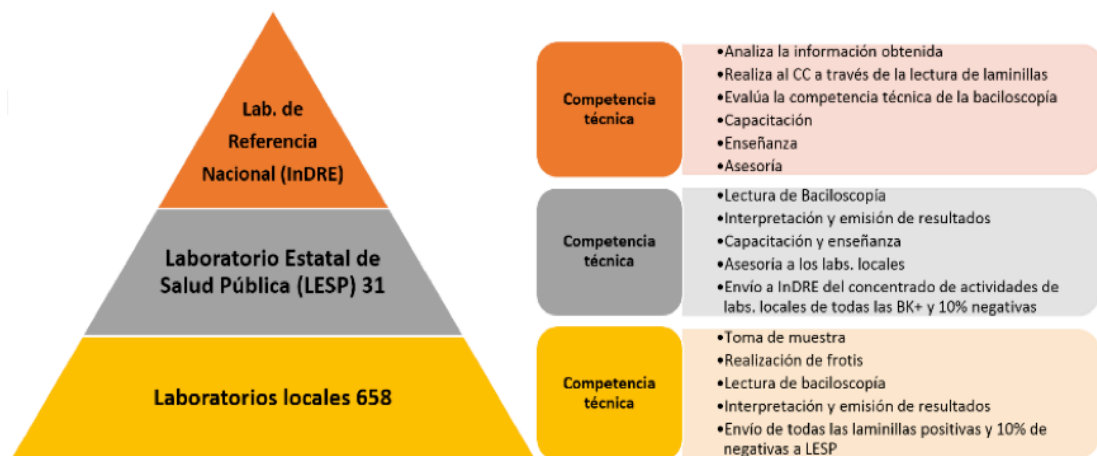 Lab. de
Referencia
Nacional (InDRE)
Competencia
técnica
•Analiza la información obtenida
•Realiza al CC a través de la lectura de laminillas
•Evalúa la competencia técnica de la baciloscopía
•Capacitación
•Enseñanza
•Asesoría
Laboratorio Estatal de
Salud Pública (LESP) 31
Competencia
técnica
•Lectura de Baciloscopía
•Interpretación y emisión de resultados
•Capacitación y enseñanza
•Asesoría a los labs. locales
•Envío a InDRE del concentrado de actividades de
labs. locales de todas las BK+ y 10% negativas
Laboratorios locales 658
Competencia
técnica
•Toma de muestra
•Realización de frotis
•Lectura de baciloscopía
•Interpretación y emisión de resultados
•Envío de todas las laminillas positivas y 10% de
negativas a LESP